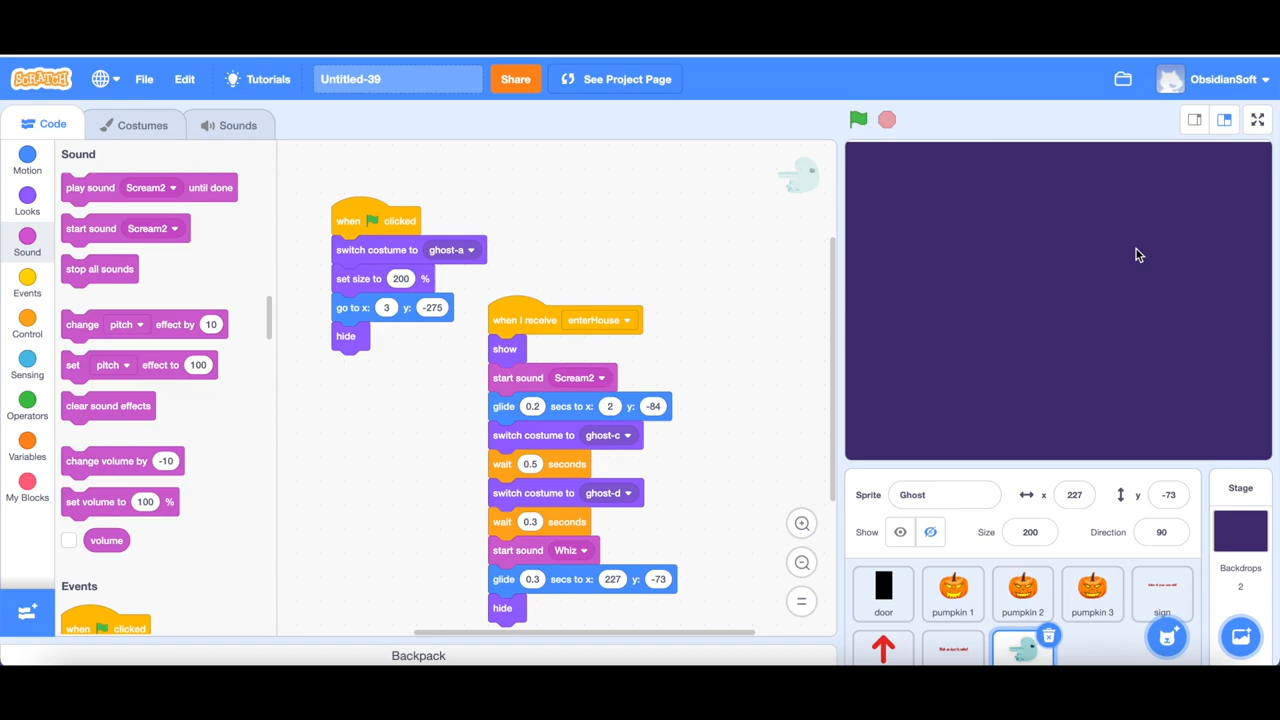 SCRATCH
File
Edit
Tutorials
Untitled-39
Share
See Project Page
ObsidianSoft
Code
Costumes
Sounds
Motion
Looks
Sound
Events
Control
Sensing
Operators
Variables
My Blocks
Sound
play sound Scream2 until done
start sound Scream2
stop all sounds
change pitch effect by 10
set pitch effect to 100
clear sound effects
change volume by -10
set volume to 100 %
volume
Events
when clicked
when clicked
switch costume to ghost-a
set size to 200 %
go to x: 3 y: -275
hide
when I receive enterHouse
show
start sound Scream2
glide 0.2 secs to x: 2 y: -84
switch costume to ghost-c
wait 0.5 seconds
switch costume to ghost-d
wait 0.3 seconds
start sound Whiz
glide 0.3 secs to x: 227 y: -73
hide
Backpack
Sprite Ghost x 227 y -73
Show Size 200 Direction 90
door
pumpkin 1
pumpkin 2
pumpkin 3
sign
Stage
Backdrops
2